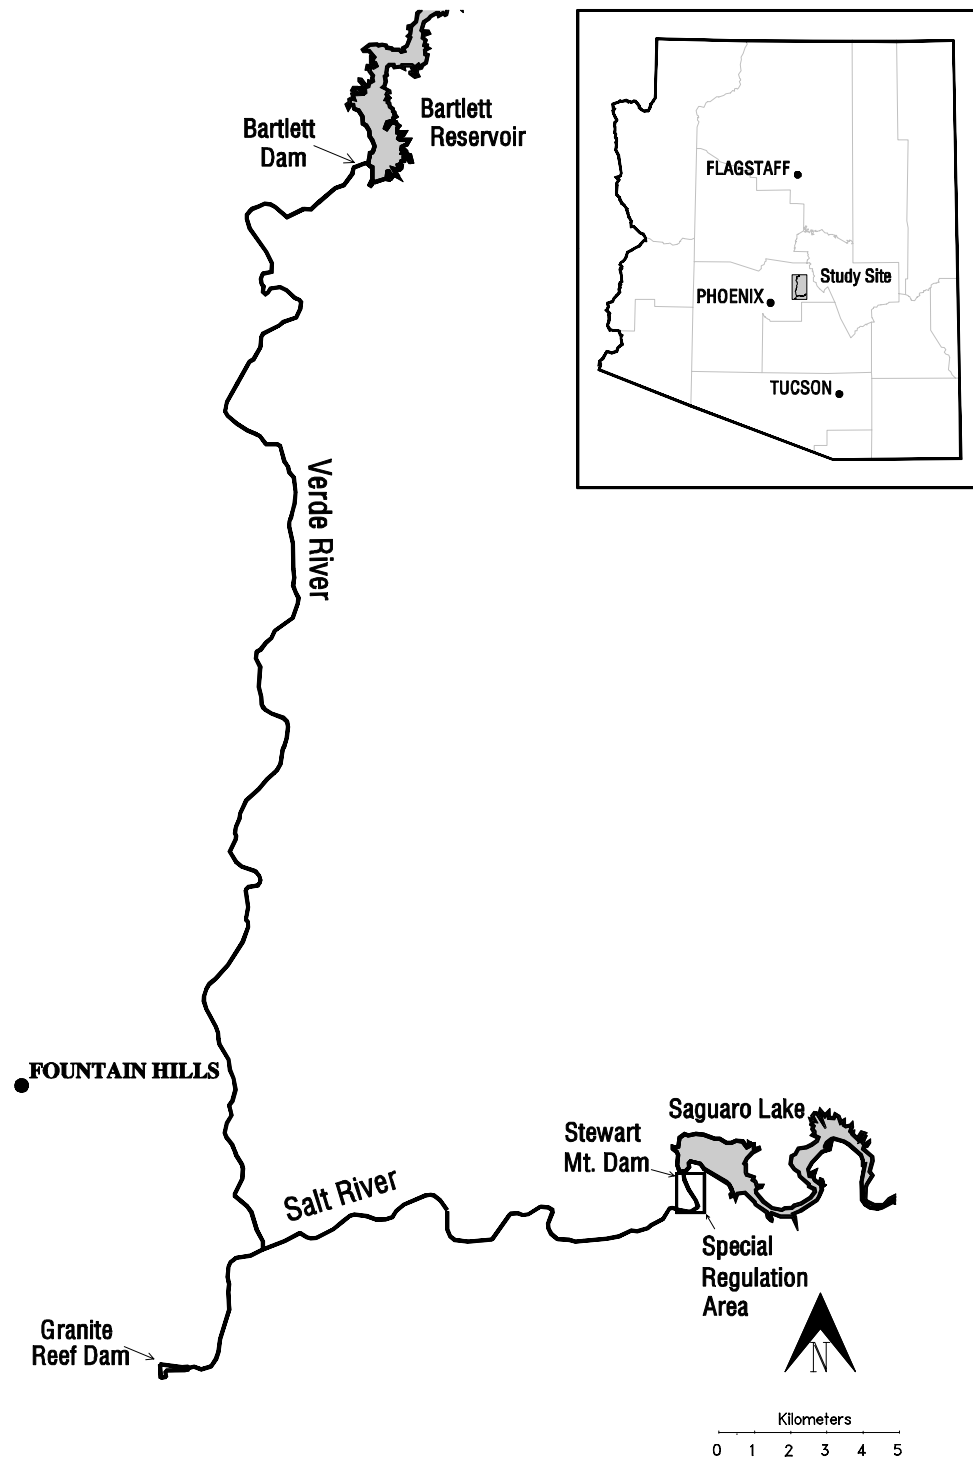 Bartlett
Dam
Bartlett
Reservoir
FLAGSTAFF
Study Site
PHOENIX
TUCSON
Verde River
FOUNTAIN HILLS
Saguaro Lake
Stewart
Mt. Dam
Salt River
Special
Regulation
Area
Granite
Reef Dam
N
Kilometers
0 1 2 3 4 5